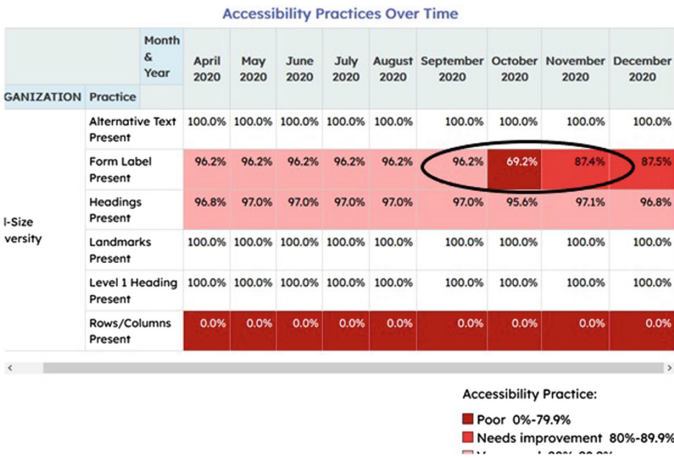 Accessibility Practices Over Time
Month
&
Year
April
2020
May
2020
June
2020
July
2020
August
2020
September
2020
October
2020
November
2020
December
2020
GANIZATION Practice
l-Size
versity
Alternative Text
Present
100.0% 100.0% 100.0% 100.0% 100.0% 100.0% 100.0% 100.0% 100.0%
Form Label
Present
96.2% 96.2% 96.2% 96.2% 96.2% 96.2% 69.2% 87.4% 87.5%
Headings
Present
96.8% 97.0% 97.0% 97.0% 97.0% 97.0% 95.6% 97.1% 96.8%
Landmarks
Present
100.0% 100.0% 100.0% 100.0% 100.0% 100.0% 100.0% 100.0% 100.0%
Level 1 Heading
Present
100.0% 100.0% 100.0% 100.0% 100.0% 100.0% 100.0% 100.0% 100.0%
Rows/Columns
Present
0.0% 0.0% 0.0% 0.0% 0.0% 0.0% 0.0% 0.0% 0.0%
Accessibility Practice:
Poor 0%-79.9%
Needs improvement 80%-89.9%